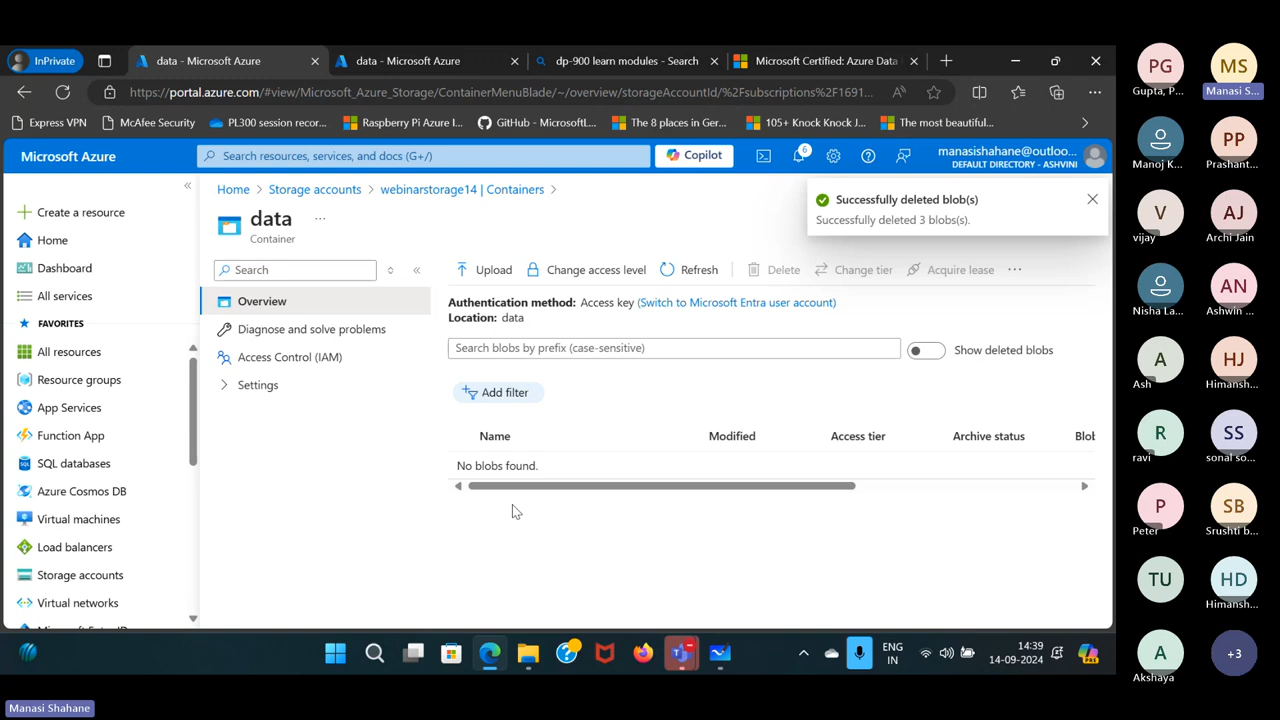 InPrivate
data - Microsoft Azure
data - Microsoft Azure
dp-900 learn modules - Search
Microsoft Certified: Azure Data
https://portal.azure.com/#view/Microsoft_Azure_Storage/ContainerMenuBlade/~/overview/storageAccountId/%2Fsubscriptions%2F1691...
Express VPN
McAfee Security
PL300 session recor...
Raspberry Pi Azure I...
GitHub - MicrosoftL...
The 8 places in Ger...
105+ Knock Knock J...
The most beautiful...
Microsoft Azure
Search resources, services, and docs (G+/)
Copilot
6
manasishahane@outloo...
DEFAULT DIRECTORY - ASHVINI
Create a resource
Home
Dashboard
All services
FAVORITES
All resources
Resource groups
App Services
Function App
SQL databases
Azure Cosmos DB
Virtual machines
Load balancers
Storage accounts
Virtual networks
Home > Storage accounts > webinarstorage14 | Containers >
data
...
Container
Successfully deleted blob(s)
Successfully deleted 3 blobs(s).
Search
Overview
Diagnose and solve problems
Access Control (IAM)
Settings
Upload
Change access level
Refresh
Delete
Change tier
Acquire lease
...
Authentication method: Access key (Switch to Microsoft Entra user account)
Location: data
Search blobs by prefix (case-sensitive)
Show deleted blobs
Add filter
Name Modified Access tier Archive status Blob
No blobs found.
ENG
IN
14:39
14-09-2024
PRE
PG
Gupta, P...
MS
Manasi S...
Manoj K...
PP
Prashant...
V
vijay
AJ
Archi Jain
Nisha La...
AN
Ashwin ...
A
Ash
HJ
Himansh...
R
ravi
SS
sonal so...
P
Peter
SB
Srushti b...
TU
HD
Himansh...
A
Akshaya
+3
Manasi Shahane